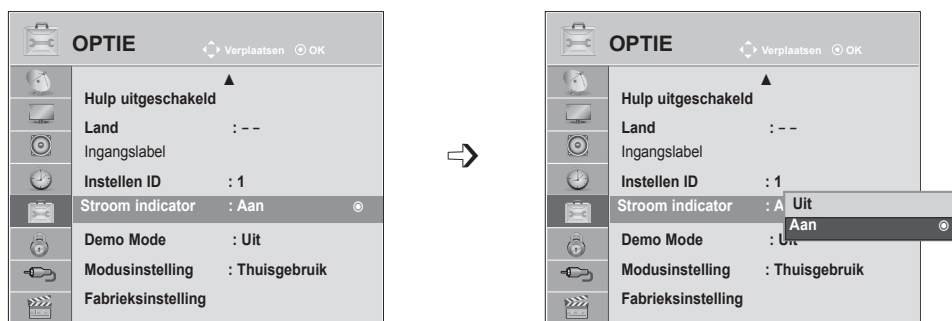 OPTIE Verplaatsen OK
▲
Hulp uitgeschakeld
Land : – –
Ingangslabel
Instellen ID : 1
Stroom indicator : Aan
Demo Mode : Uit
Modusinstelling : Thuisgebruik
Fabrieksinstelling
OPTIE Verplaatsen OK
▲
Hulp uitgeschakeld
Land : – –
Ingangslabel
Instellen ID : 1
Stroom indicator : A
Uit
Aan
Demo Mode : Uit
Modusinstelling : Thuisgebruik
Fabrieksinstelling